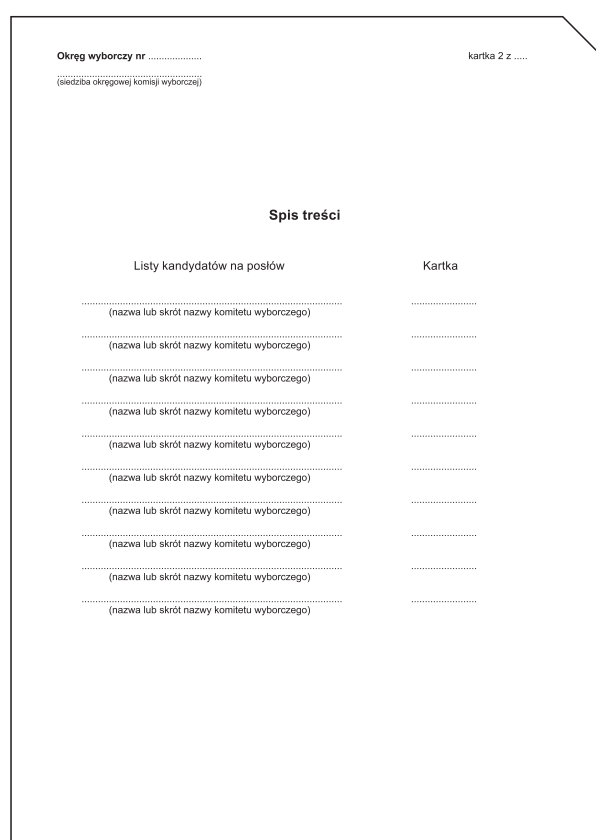 Okręg wyborczy nr ................... kartka 2 z .....
....................................................
(siedziba okręgowej komisji wyborczej)
Spis treści
Listy kandydatów na posłów Kartka
............................................................................................... ........................
(nazwa lub skrót nazwy komitetu wyborczego)
............................................................................................... ........................
(nazwa lub skrót nazwy komitetu wyborczego)
............................................................................................... ........................
(nazwa lub skrót nazwy komitetu wyborczego)
............................................................................................... ........................
(nazwa lub skrót nazwy komitetu wyborczego)
............................................................................................... ........................
(nazwa lub skrót nazwy komitetu wyborczego)
............................................................................................... ........................
(nazwa lub skrót nazwy komitetu wyborczego)
............................................................................................... ........................
(nazwa lub skrót nazwy komitetu wyborczego)
............................................................................................... ........................
(nazwa lub skrót nazwy komitetu wyborczego)
............................................................................................... ........................
(nazwa lub skrót nazwy komitetu wyborczego)
............................................................................................... ........................
(nazwa lub skrót nazwy komitetu wyborczego)